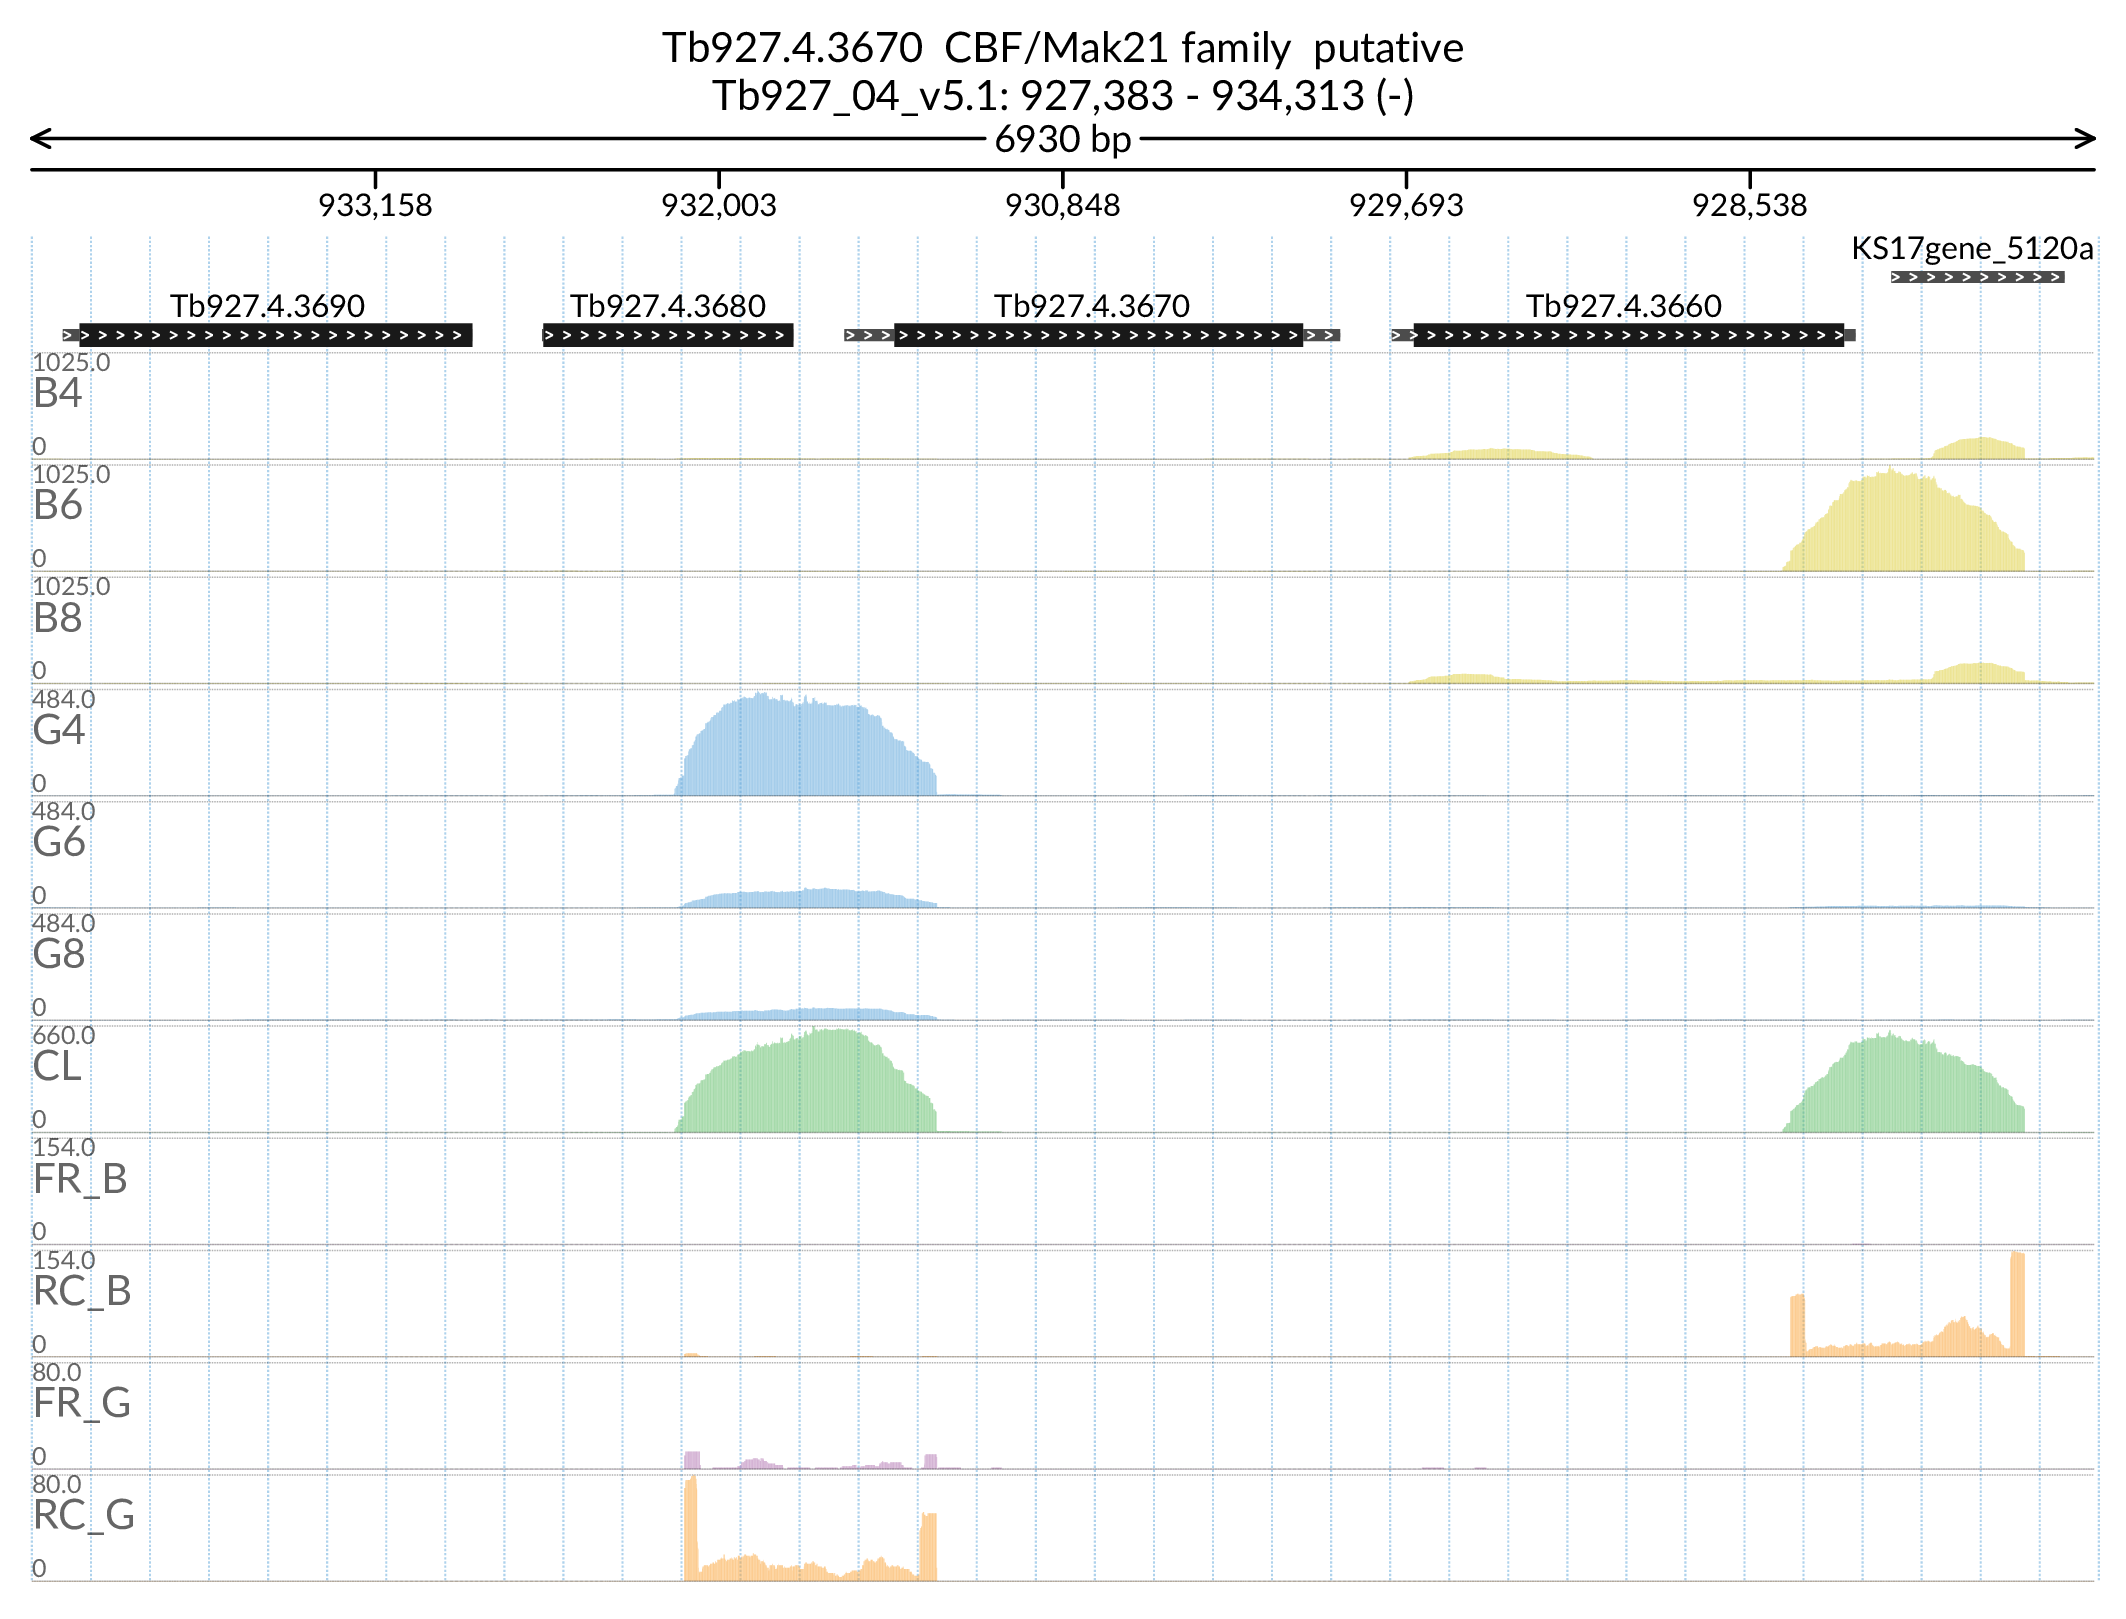 Tb927.4.3670  CBF/Mak21 family  putative
Tb927_04_v5.1: 927,383 - 934,313 (-)
6930 bp
933,158 932,003 930,848 929,693 928,538
KS17gene_5120a
Tb927.4.3690 Tb927.4.3680 Tb927.4.3670 Tb927.4.3660
1025.0
B4
0
1025.0
B6
0
1025.0
B8
0
484.0
G4
0
484.0
G6
0
484.0
G8
0
660.0
CL
0
154.0
FR_B
0
154.0
RC_B
0
80.0
FR_G
0
80.0
RC_G
0